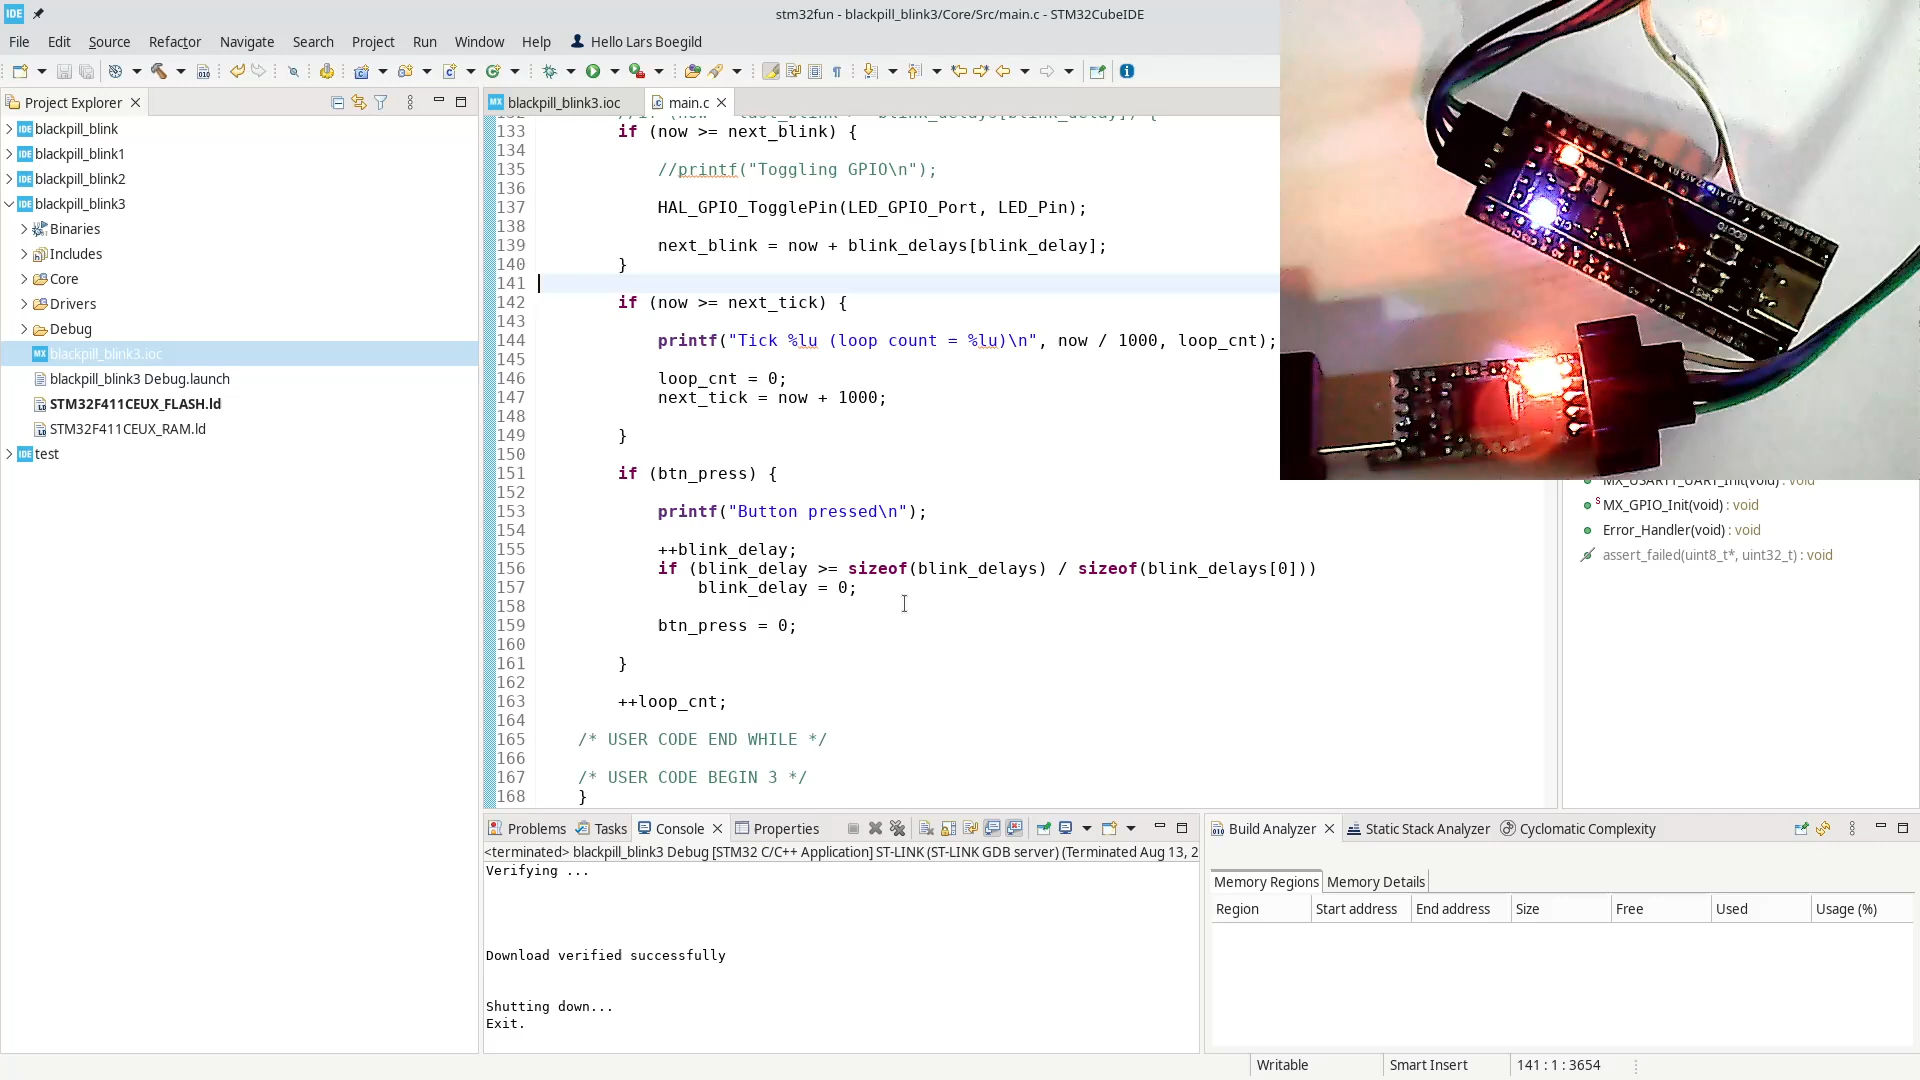 IDE
stm32fun - blackpill_blink3/Core/Src/main.c - STM32CubeIDE
File Edit Source Refactor Navigate Search Project Run Window Help Hello Lars Boegild
Project Explorer
blackpill_blink3.ioc
main.c
IDE blackpill_blink
IDE blackpill_blink1
IDE blackpill_blink2
IDE blackpill_blink3
Binaries
Includes
Core
Drivers
Debug
MX blackpill_blink3.ioc
blackpill_blink3 Debug.launch
STM32F411CEUX_FLASH.ld
STM32F411CEUX_RAM.ld
IDE test
133 if (now >= next_blink) {
134
135 //printf("Toggling GPIO\n");
136
137 HAL_GPIO_TogglePin(LED_GPIO_Port, LED_Pin);
138
139 next_blink = now + blink_delays[blink_delay];
140 }
141
142 if (now >= next_tick) {
143
144 printf("Tick %lu (loop count = %lu)\n", now / 1000, loop_cnt);
145
146 loop_cnt = 0;
147 next_tick = now + 1000;
148
149 }
150
151 if (btn_press) {
152
153 printf("Button pressed\n");
154
155 ++blink_delay;
156 if (blink_delay >= sizeof(blink_delays) / sizeof(blink_delays[0]))
157 blink_delay = 0;
158
159 btn_press = 0;
160
161 }
162
163 ++loop_cnt;
164
165 /* USER CODE END WHILE */
166
167 /* USER CODE BEGIN 3 */
168 }
MX_USART1_UART_Init(void) : void
S MX_GPIO_Init(void) : void
Error_Handler(void) : void
assert_failed(uint8_t*, uint32_t) : void
Problems Tasks Console Properties
<terminated> blackpill_blink3 Debug [STM32 C/C++ Application] ST-LINK (ST-LINK GDB server) (Terminated Aug 13, 2
Verifying ...
Download verified successfully
Shutting down...
Exit.
Build Analyzer Static Stack Analyzer Cyclomatic Complexity
Memory Regions Memory Details
Region Start address End address Size Free Used Usage (%)
Writable Smart Insert 141 : 1 : 3654